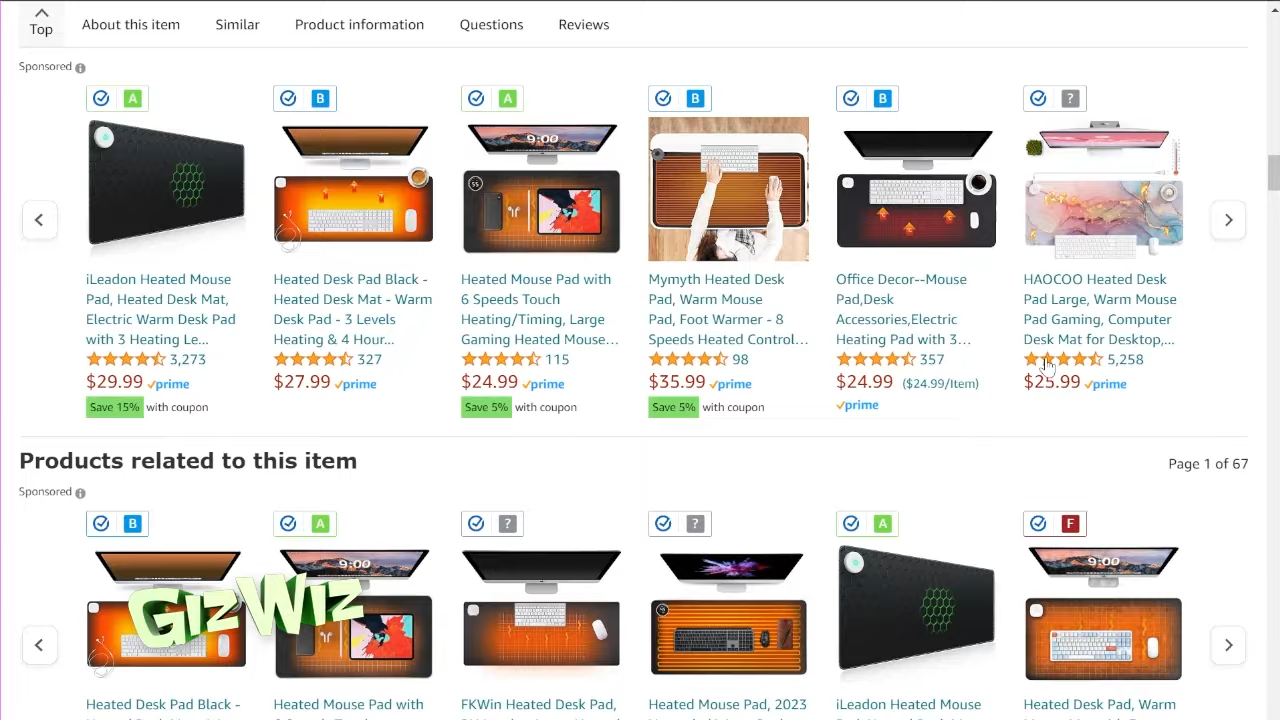 Top
About this item
Similar
Product information
Questions
Reviews
Sponsored
A
B
A
B
B
?
9:00
iLeadon Heated Mouse
Pad, Heated Desk Mat,
Electric Warm Desk Pad
with 3 Heating Le...
3,273
$29.99 prime
Save 15% with coupon
Heated Desk Pad Black -
Heated Desk Mat - Warm
Desk Pad - 3 Levels
Heating & 4 Hour...
327
$27.99 prime
Heated Mouse Pad with
6 Speeds Touch
Heating/Timing, Large
Gaming Heated Mouse...
115
$24.99 prime
Save 5% with coupon
Mymyth Heated Desk
Pad, Warm Mouse
Pad, Foot Warmer - 8
Speeds Heated Control...
98
$35.99 prime
Save 5% with coupon
Office Decor--Mouse
Pad,Desk
Accessories,Electric
Heating Pad with 3...
357
$24.99 ($24.99/Item)
prime
HAOCOO Heated Desk
Pad Large, Warm Mouse
Pad Gaming, Computer
Desk Mat for Desktop,...
5,258
$25.99 prime
Products related to this item
Page 1 of 67
Sponsored
B
A
?
?
A
F
9:00
9:00
GizWiz
Heated Desk Pad Black -
Heated Mouse Pad with
FKWin Heated Desk Pad,
Heated Mouse Pad, 2023
iLeadon Heated Mouse
Heated Desk Pad, Warm